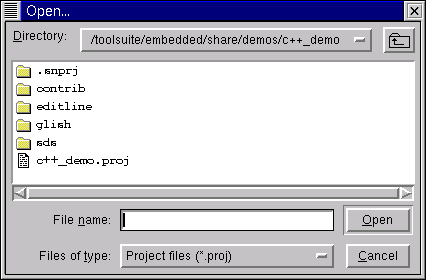 Open...
Directory: /toolsuite/embedded/share/demos/c++_demo
.snprj
contrib
editline
glish
sds
c++_demo.proj
File name: Open
Files of type: Project files (*.proj) Cancel